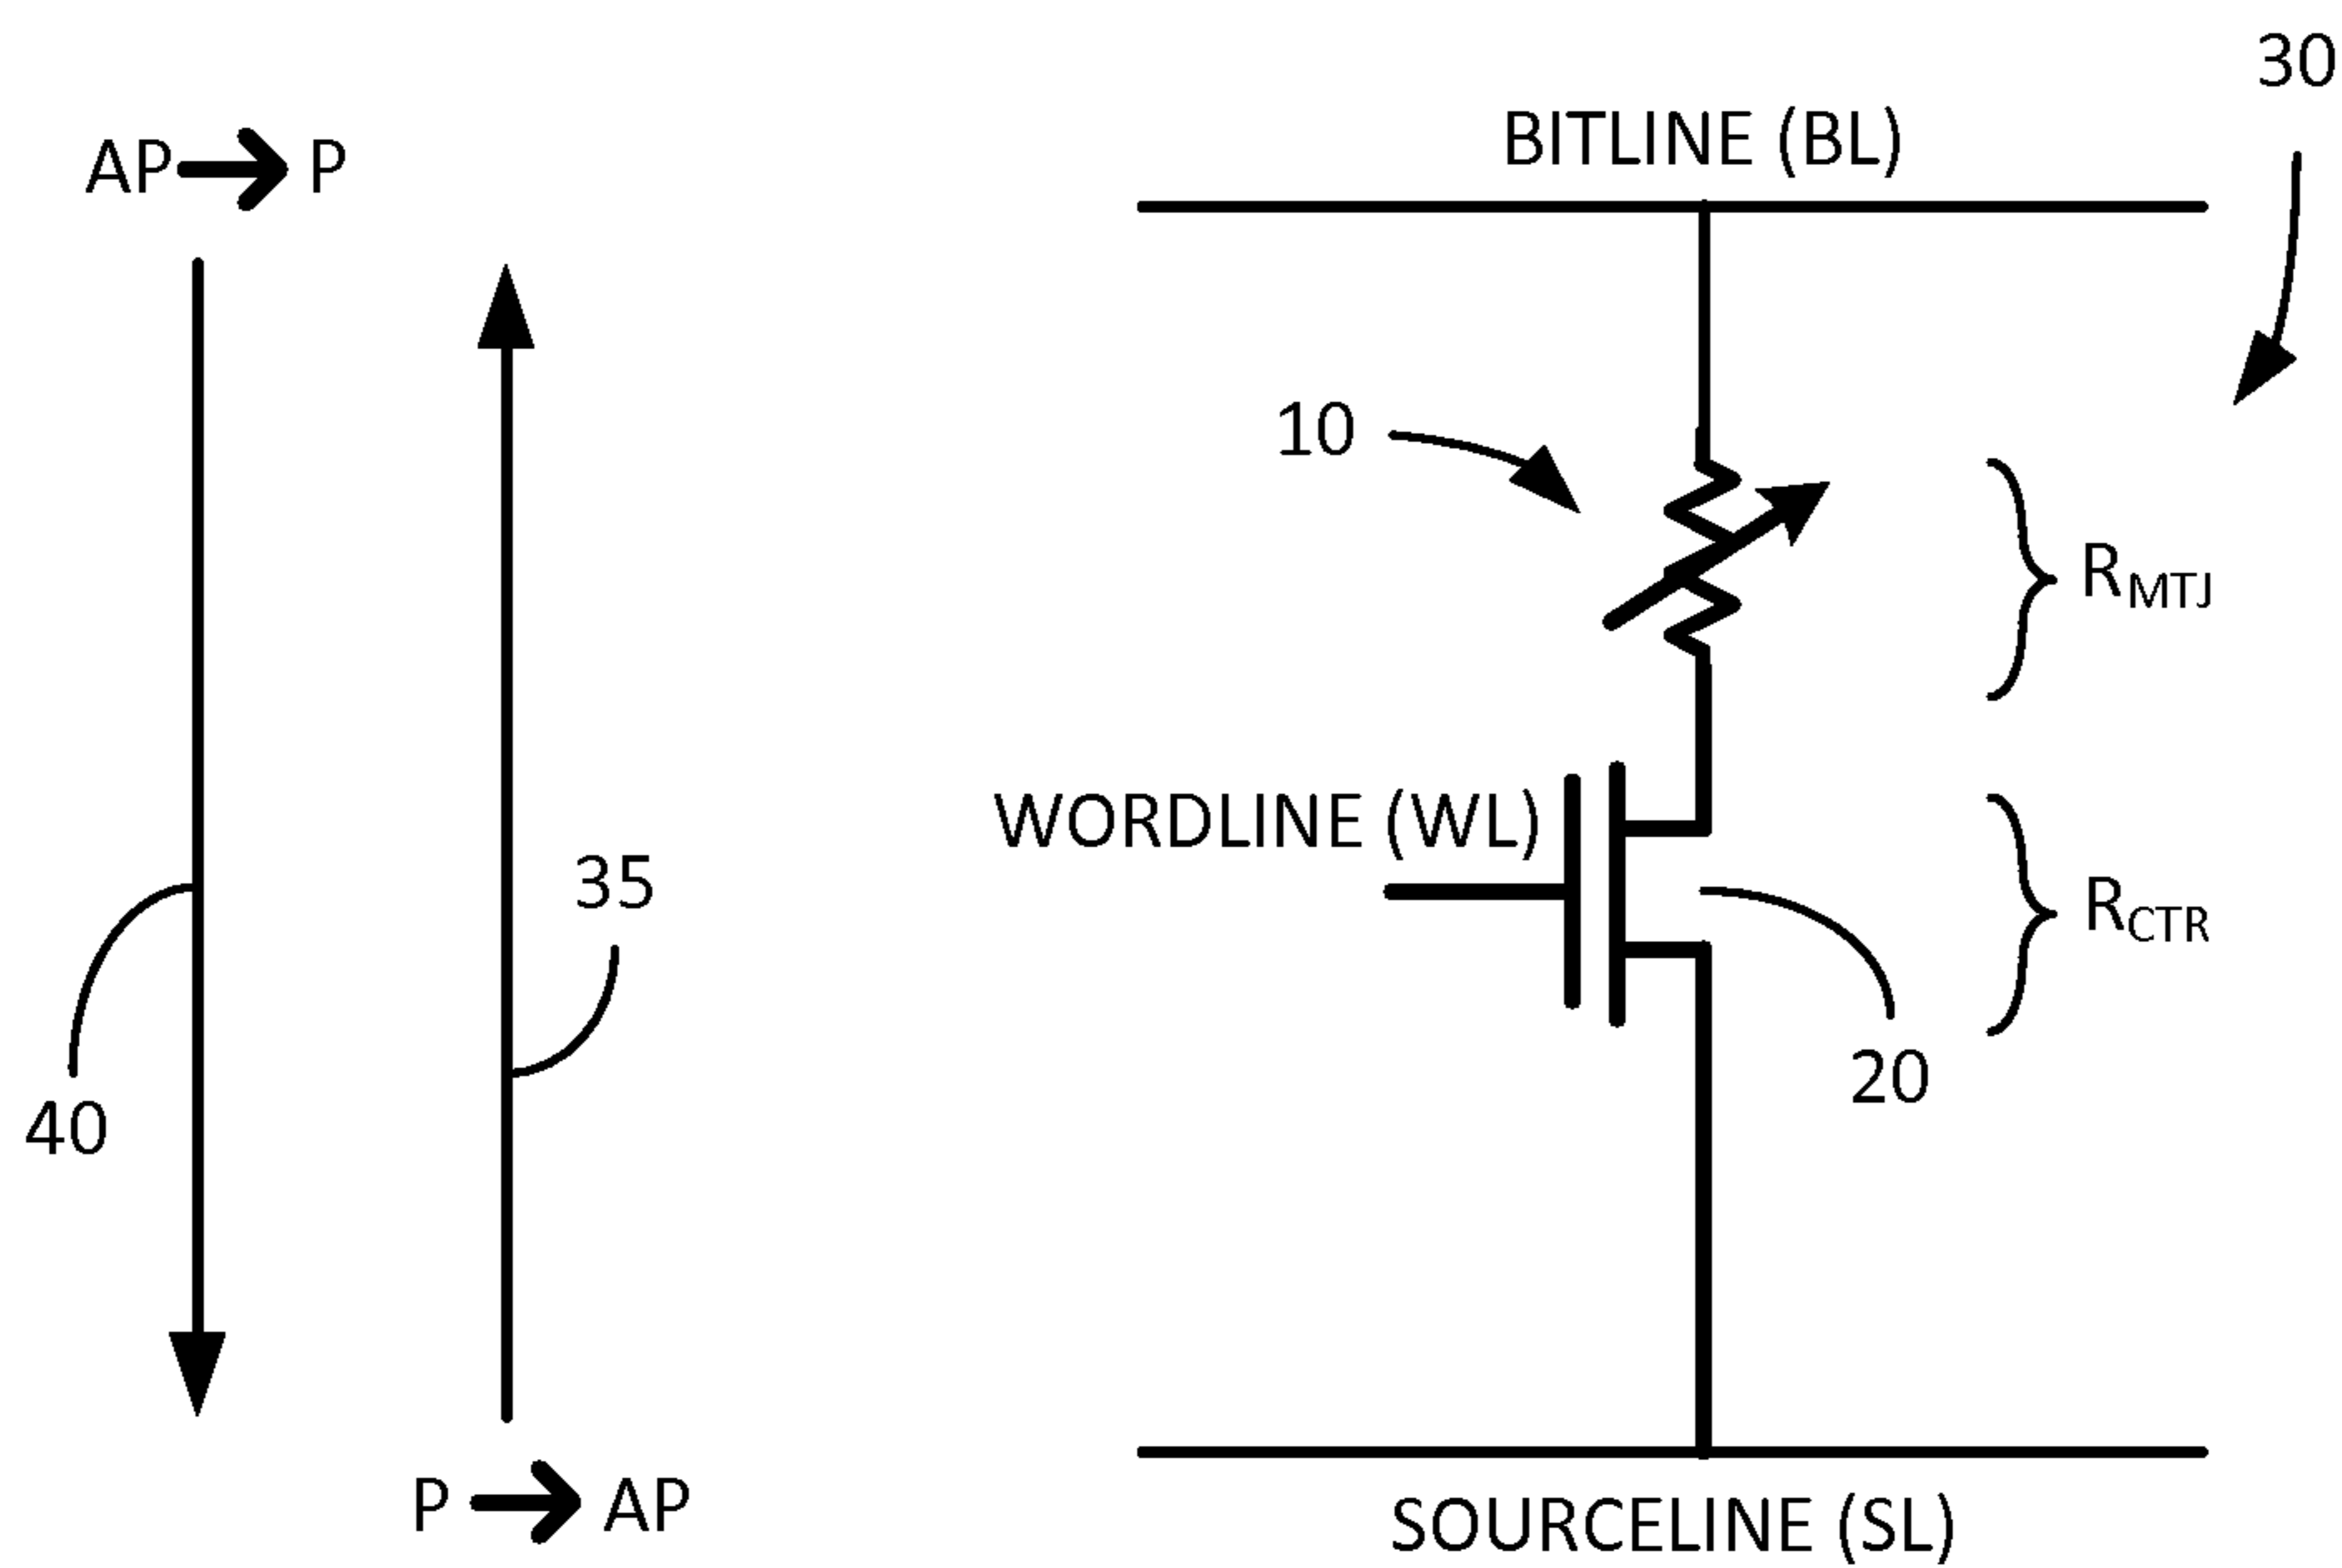 30
BITLINE (BL)
AP → P
10
R_MTJ
WORDLINE (WL)
35
R_CTR
20
40
P → AP
SOURCELINE (SL)